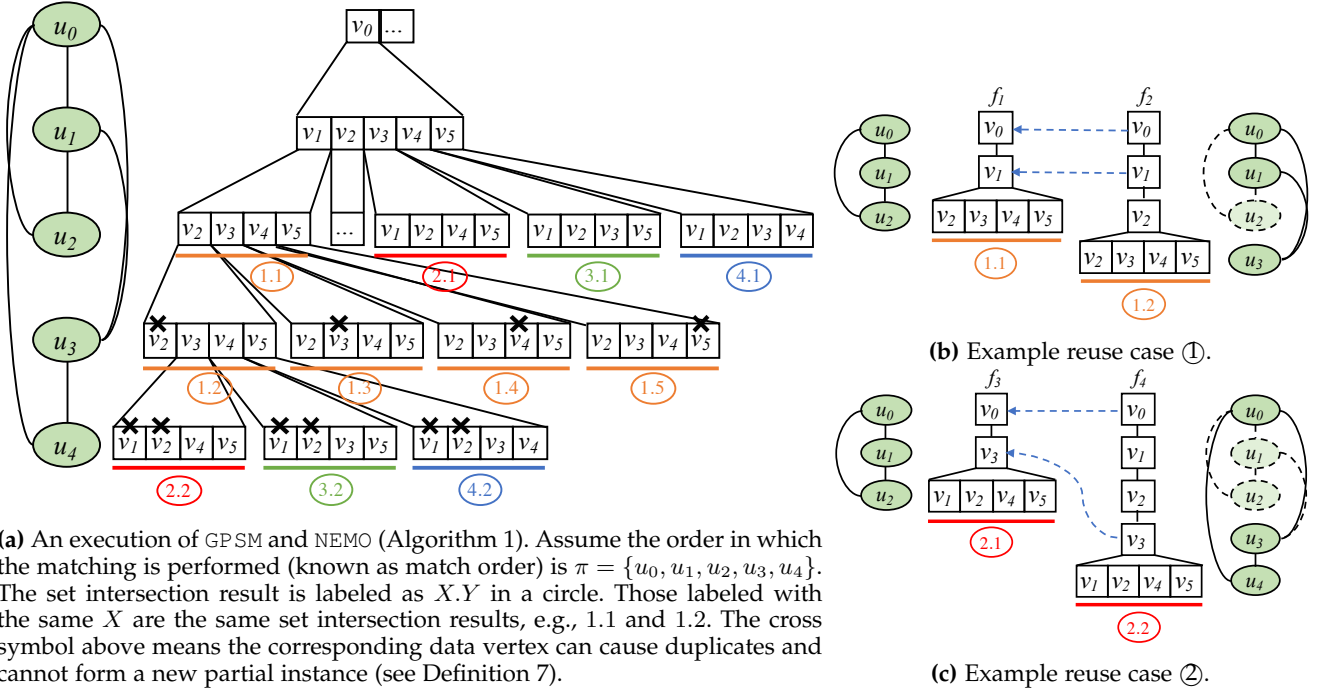 u0
u1
u2
u3
u4
v0 ...
v1 v2 v3 v4 v5
v2 v3 v4 v5
...
v1 v2 v4 v5
v1 v2 v3 v5
v1 v2 v3 v4
1.1
2.1
3.1
4.1
v2 v3 v4 v5
v2 v3 v4 v5
v2 v3 v4 v5
v2 v3 v4 v5
1.2
1.3
1.4
1.5
v1 v2 v4 v5
v1 v2 v3 v5
v1 v2 v3 v4
2.2
3.2
4.2
(a) An execution of GPSM and NEMO (Algorithm 1). Assume the order in which
the matching is performed (known as match order) is π = {u0, u1, u2, u3, u4}.
The set intersection result is labeled as X.Y in a circle. Those labeled with
the same X are the same set intersection results, e.g., 1.1 and 1.2. The cross
symbol above means the corresponding data vertex can cause duplicates and
cannot form a new partial instance (see Definition 7).
u0
u1
u2
f1
v0
v1
v2 v3 v4 v5
1.1
f2
v0
v1
v2
v2 v3 v4 v5
1.2
u0
u1
u2
u3
(b) Example reuse case ①.
u0
u1
u2
f3
v0
v3
v1 v2 v4 v5
2.1
f4
v0
v1
v2
v3
v1 v2 v4 v5
2.2
u0
u1
u2
u3
u4
(c) Example reuse case ②.